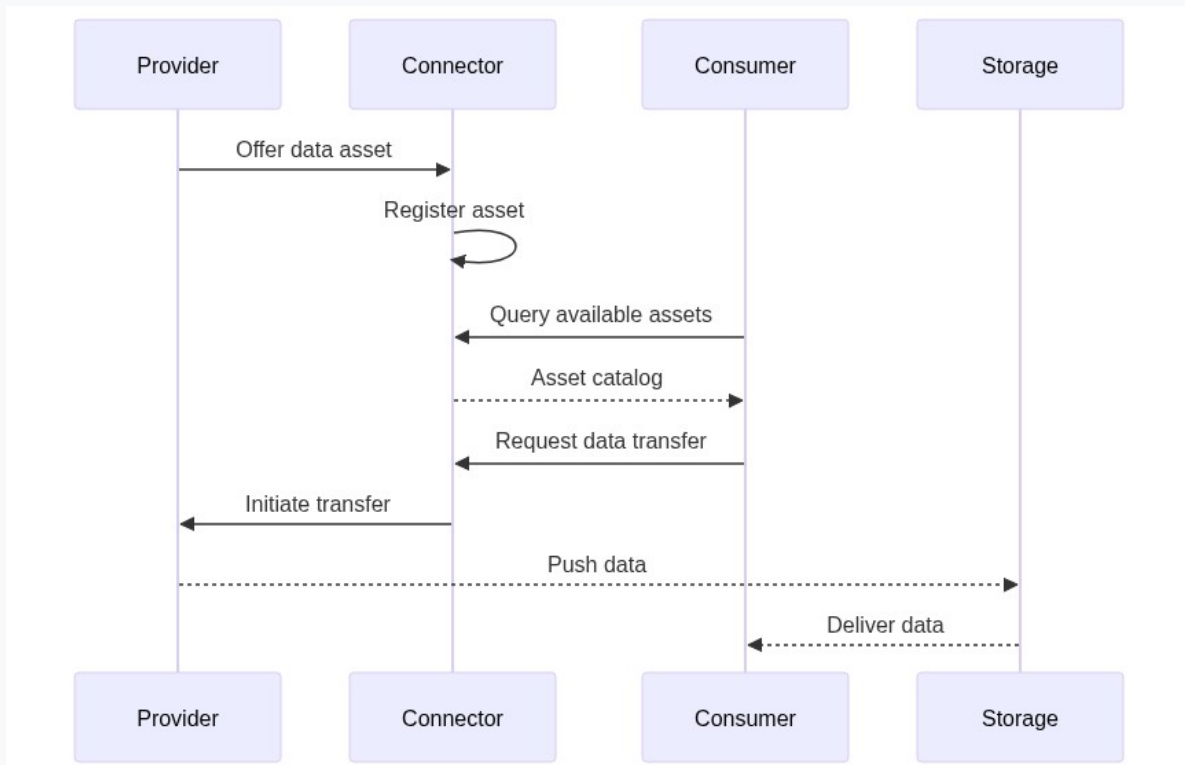 Provider
Connector
Consumer
Storage
Offer data asset
Register asset
Query available assets
Asset catalog
Request data transfer
Initiate transfer
Push data
Deliver data
Provider
Connector
Consumer
Storage